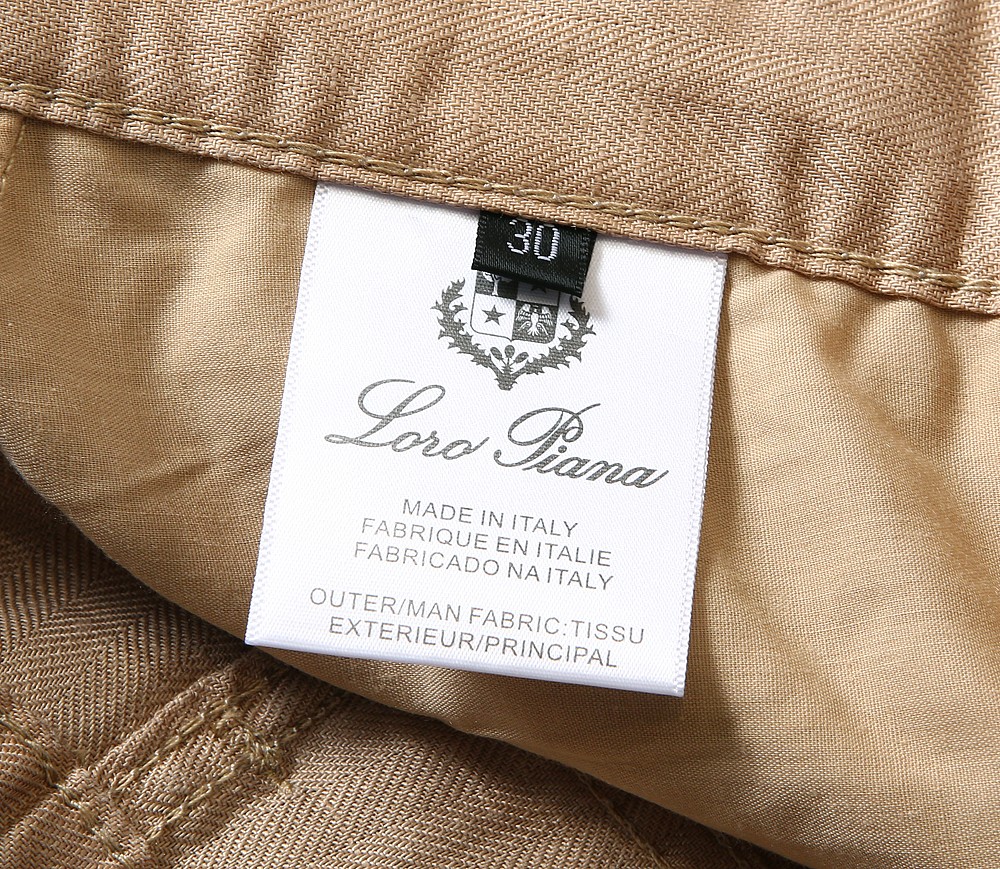 30
Loro Piana
MADE IN ITALY
FABRIQUE EN ITALIE
FABRICADO NA ITALY
OUTER/MAN FABRIC:TISSU
EXTERIEUR/PRINCIPAL